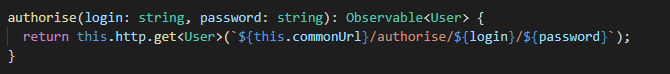 authorise(login: string, password: string): Observable<User> {
  return this.http.get<User>(`${this.commonUrl}/authorise/${login}/${password}`);
}